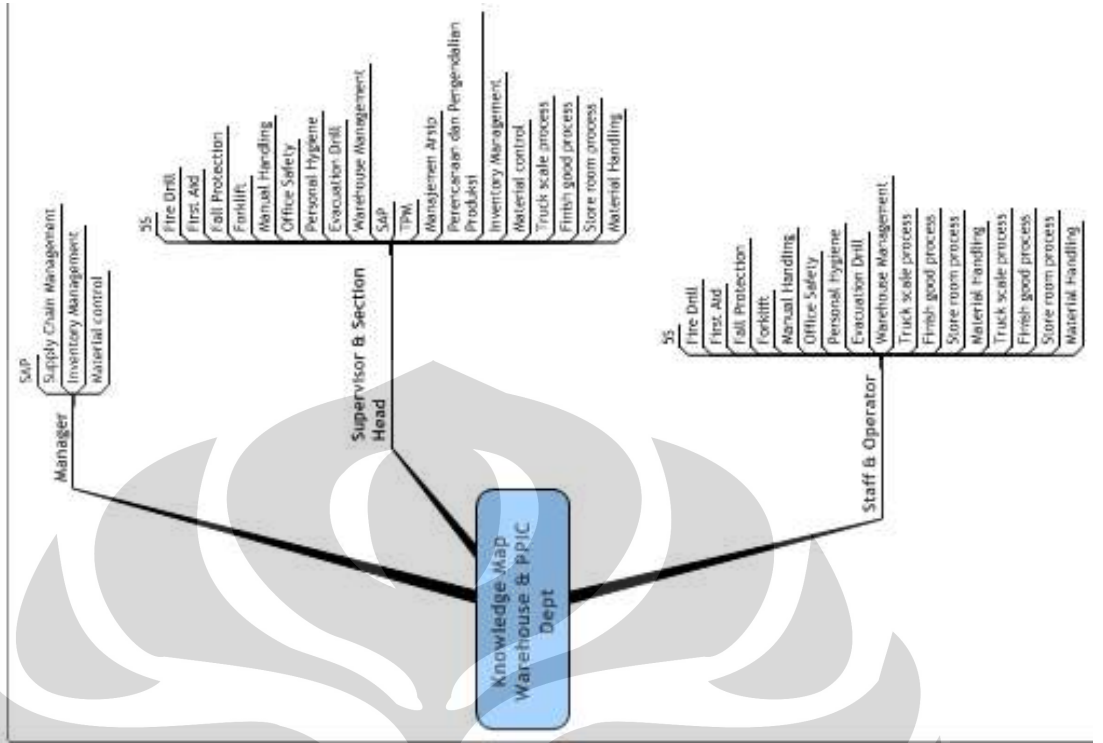 Knowledge Map
Warehouse & PPIC
Dept
Manager
SAP
Supply Chain Management
Inventory Management
Material control
Supervisor & Section
Head
5S
Fire Drill
First Aid
Fall Protection
Forklift
Manual Handling
Office Safety
Personal Hygiene
Evacuation Drill
Warehouse Management
SAP
TPM
Manajemen Arsip
Perencanaan dan Pengendalian
Produksi
Inventory Management
Material control
Truck scale process
Finish good process
Store room process
Material Handling
Staff & Operator
5S
Fire Drill
First Aid
Fall Protection
Forklift
Manual Handling
Office Safety
Personal Hygiene
Evacuation Drill
Warehouse Management
Truck scale process
Finish good process
Store room process
Material Handling
Truck scale process
Finish good process
Store room process
Material Handling